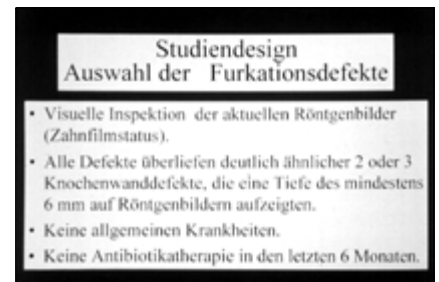 Studiendesign
Auswahl der Furkationsdefekte
• Visuelle Inspektion der aktuellen Röntgenbilder
(Zahnfilmstatus).
• Alle Defekte überliefen deutlich ähnlicher 2 oder 3
Knochenwanddefekte, die eine Tiefe des mindestens
6 mm auf Röntgenbildern aufzeigten.
• Keine allgemeinen Krankheiten.
• Keine Antibiotikatherapie in den letzten 6 Monaten.